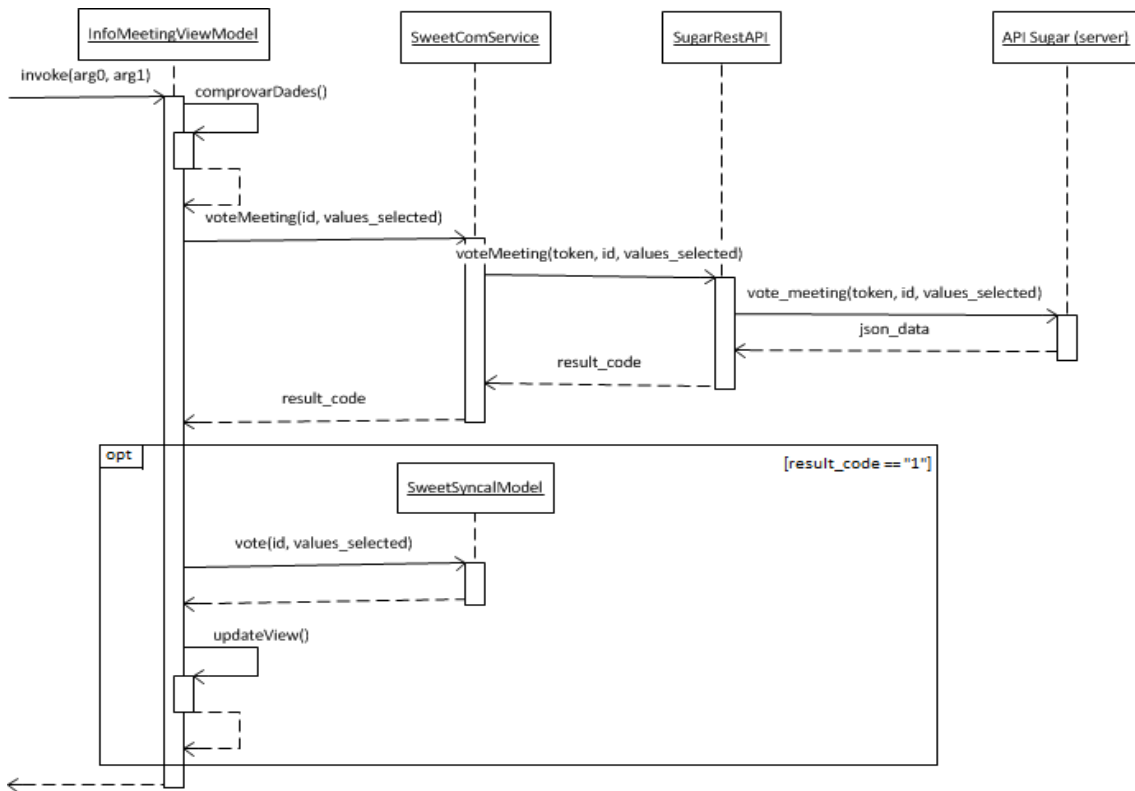 InfoMeetingViewModel
SweetComService
SugarRestAPI
API Sugar (server)
invoke(arg0, arg1)
comprovarDades()
voteMeeting(id, values_selected)
voteMeeting(token, id, values_selected)
vote_meeting(token, id, values_selected)
json_data
result_code
result_code
opt
[result_code == "1"]
SweetSyncalModel
vote(id, values_selected)
updateView()